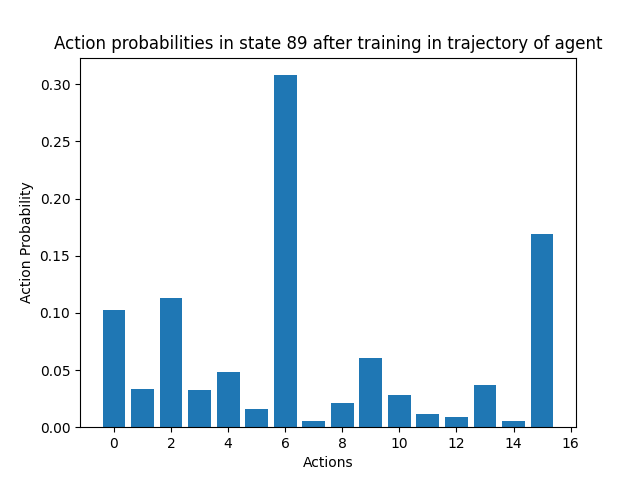 Action probabilities in state 89 after training in trajectory of agent
0.30
0.25
0.20
0.15
0.10
0.05
0.00
Action Probability
0 2 4 6 8 10 12 14 16
Actions